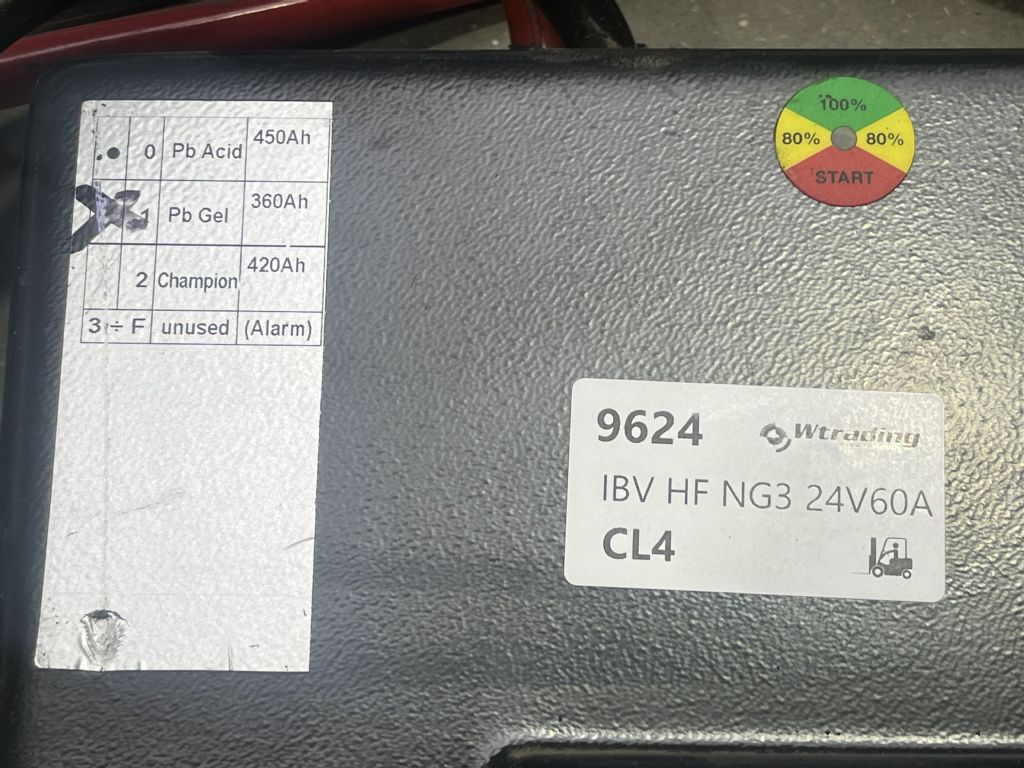 0 Pb Acid 450Ah
1 Pb Gel 360Ah
2 Champion 420Ah
3 ÷ F unused (Alarm)
100%
80% 80%
START
9624 Wtrading
IBV HF NG3 24V60A
CL4